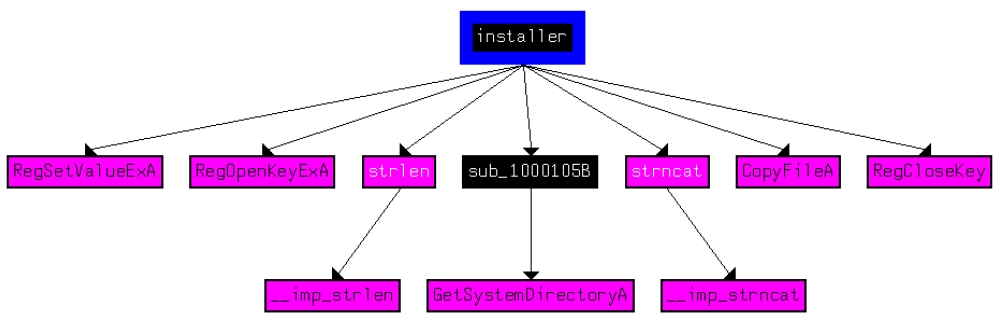 installer
RegSetValueExA
RegOpenKeyExA
strlen
sub_1000105B
strncat
CopyFileA
RegCloseKey
__imp_strlen
GetSystemDirectoryA
__imp_strncat